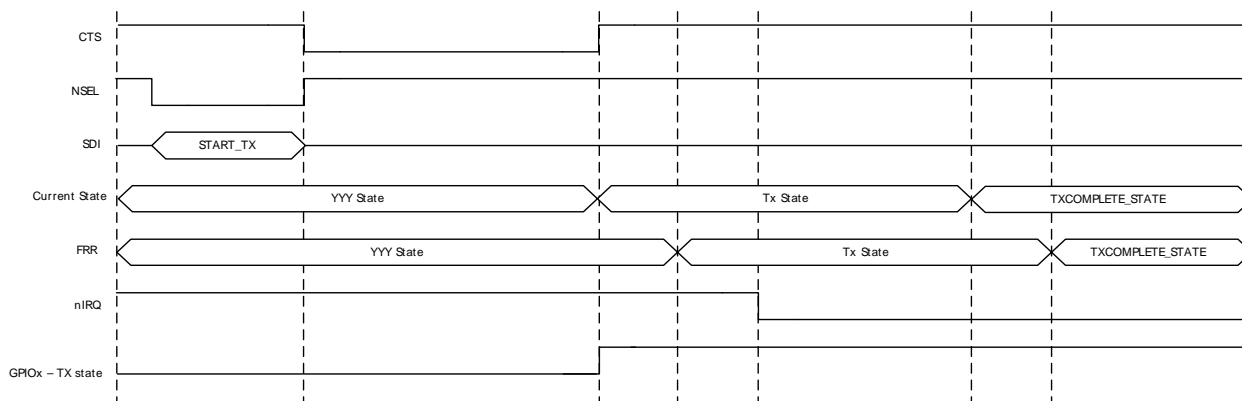 CTS
NSEL
SDI START_TX
Current State YYY State Tx State TXCOMPLETE_STATE
FRR YYY State Tx State TXCOMPLETE_STATE
nIRQ
GPIOx – TX state